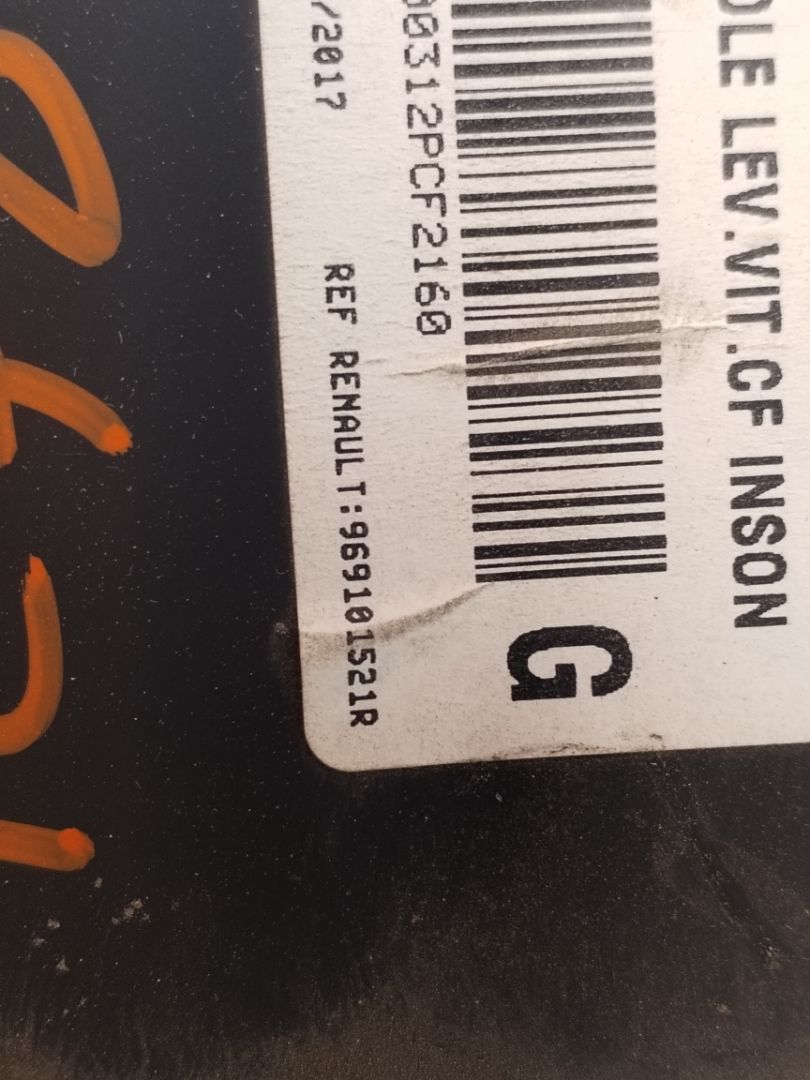 OLE LEV.VIT.CF INSON
G
00312PCF2160
/2017 REF RENAULT:969101521R